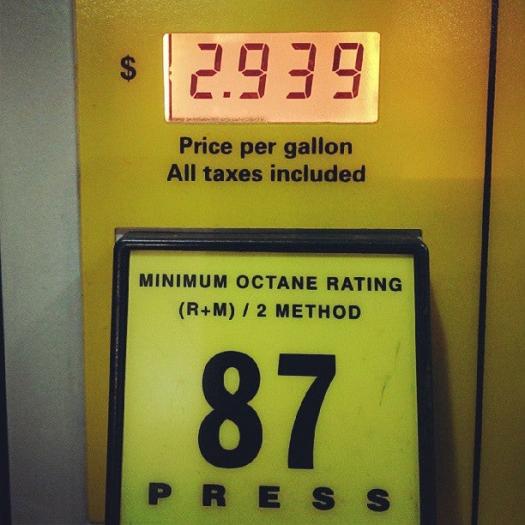 $ 2.939
Price per gallon
All taxes included
MINIMUM OCTANE RATING
(R+M) / 2 METHOD
87
PRESS